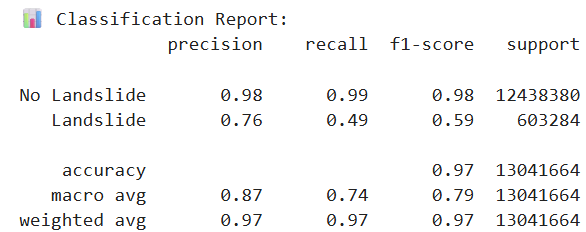 📊 Classification Report:
precision recall f1-score support
No Landslide 0.98 0.99 0.98 12438380
Landslide 0.76 0.49 0.59 603284
accuracy 0.97 13041664
macro avg 0.87 0.74 0.79 13041664
weighted avg 0.97 0.97 0.97 13041664